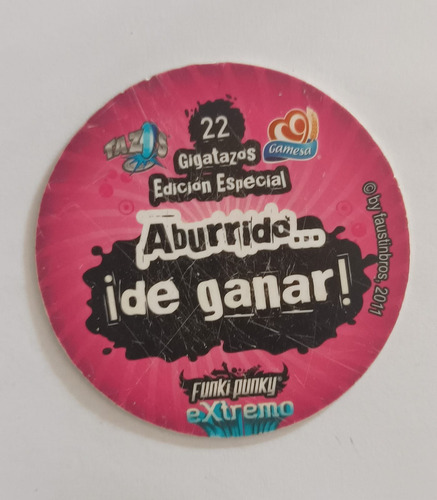 TAZOS
22
Gamesa
Gigatazos
Edición Especial
Aburrido...
¡de ganar!
© by faustinbros, 2011
Funki punky
eXtremo